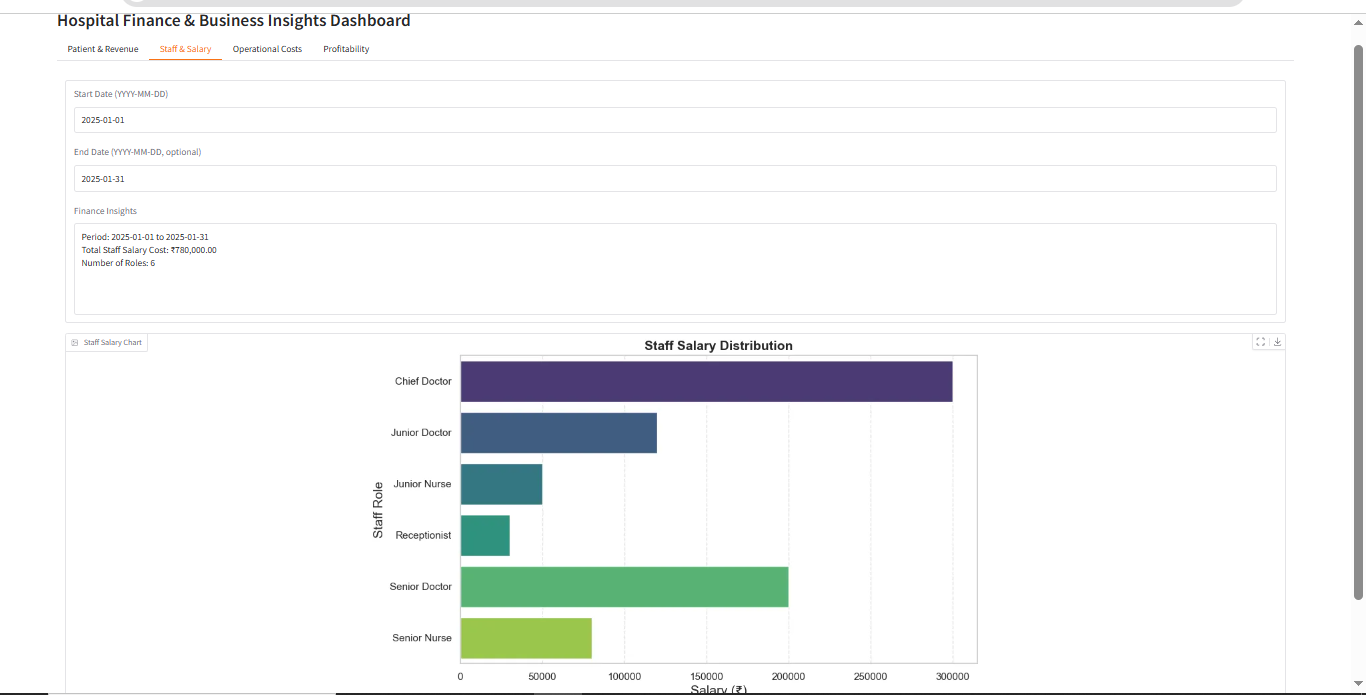 Hospital Finance & Business Insights Dashboard
Patient & Revenue
Staff & Salary
Operational Costs
Profitability
Start Date (YYYY-MM-DD)
2025-01-01
End Date (YYYY-MM-DD, optional)
2025-01-31
Finance Insights
Period: 2025-01-01 to 2025-01-31
Total Staff Salary Cost: ₹780,000.00
Number of Roles: 6
Staff Salary Chart
Staff Salary Distribution
Staff Role
Chief Doctor
Junior Doctor
Junior Nurse
Receptionist
Senior Doctor
Senior Nurse
0 50000 100000 150000 200000 250000 300000
Salary (₹)